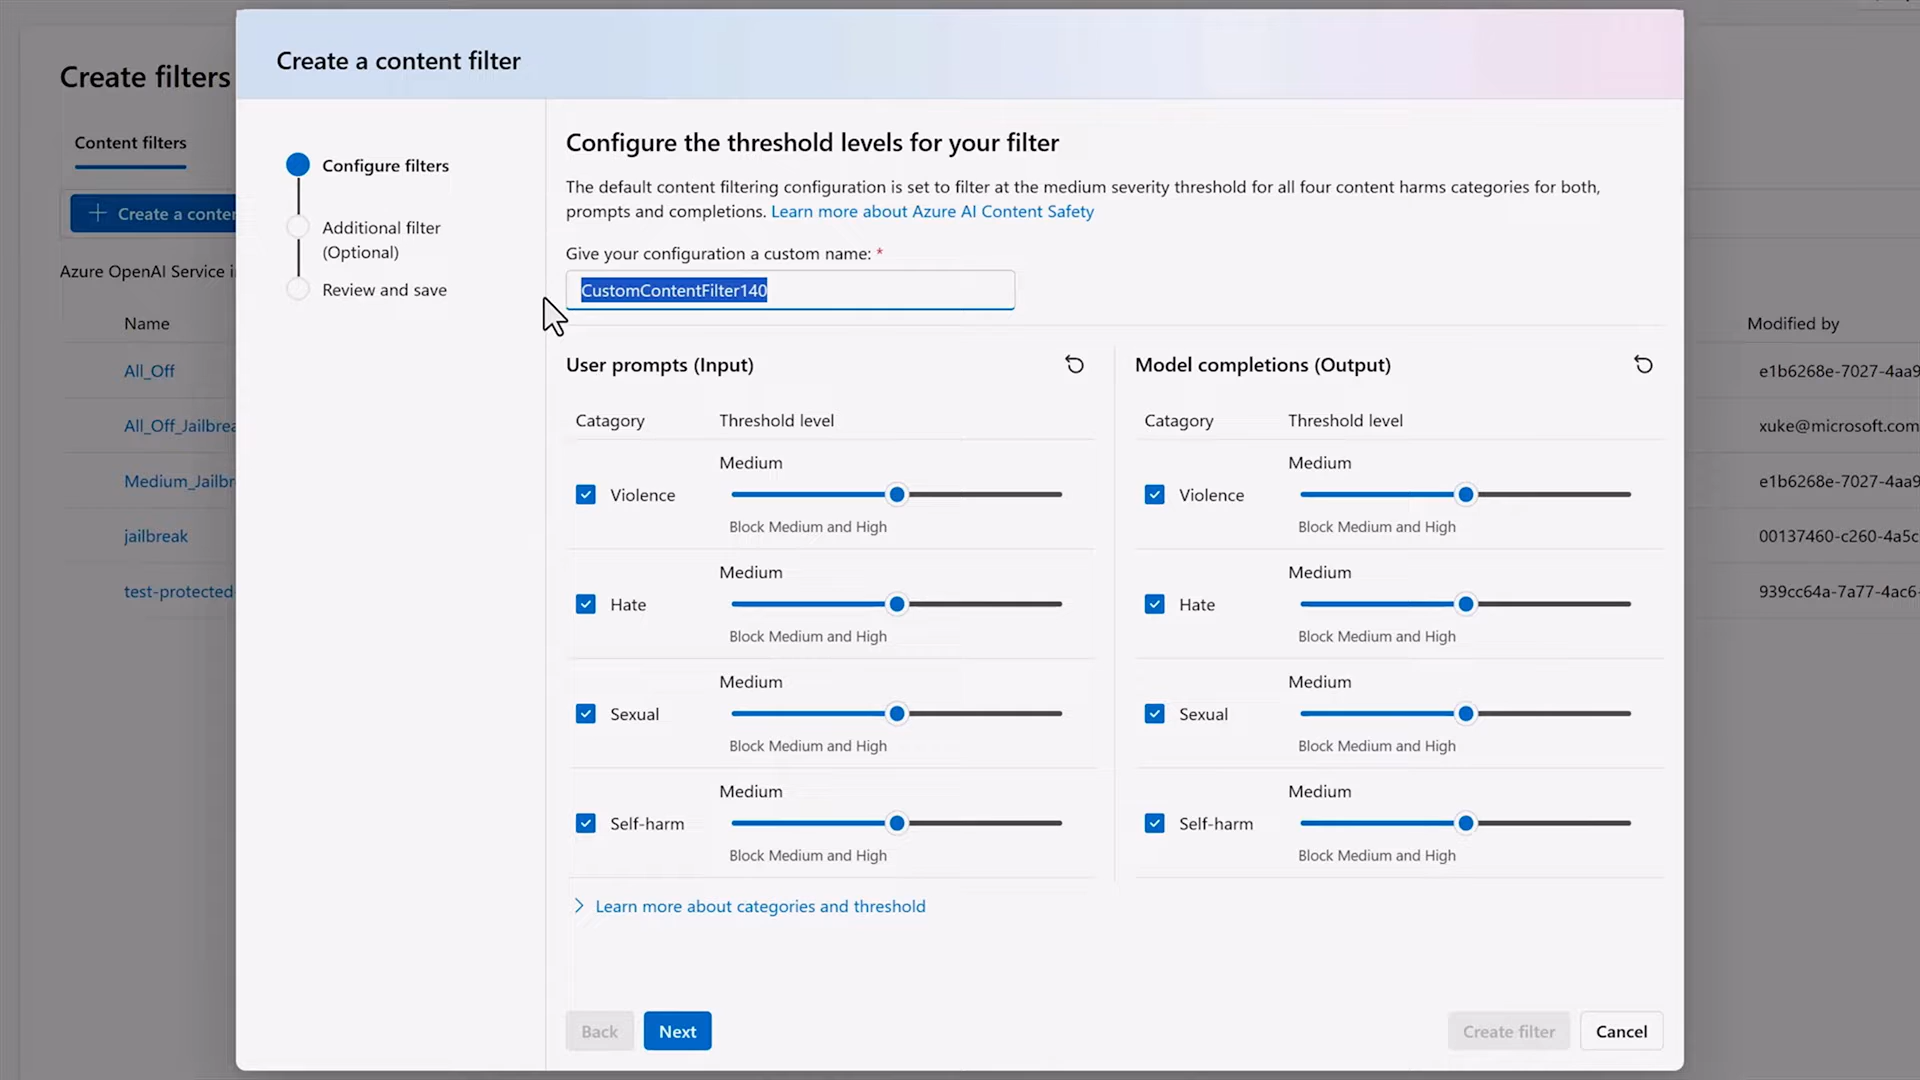 Create a content filter
Create filters
Content filters
Create a conten
Azure OpenAI Service i
Name
All_Off
All_Off_Jailbrea
Medium_Jailbr
jailbreak
test-protected
Configure filters
Additional filter
(Optional)
Review and save
Configure the threshold levels for your filter
The default content filtering configuration is set to filter at the medium severity threshold for all four content harms categories for both,
prompts and completions. Learn more about Azure AI Content Safety
Give your configuration a custom name: *
CustomContentFilter140
User prompts (Input)
Catagory Threshold level
Medium
Violence
Block Medium and High
Medium
Hate
Block Medium and High
Medium
Sexual
Block Medium and High
Medium
Self-harm
Block Medium and High
Learn more about categories and threshold
Model completions (Output)
Catagory Threshold level
Medium
Violence
Block Medium and High
Medium
Hate
Block Medium and High
Medium
Sexual
Block Medium and High
Medium
Self-harm
Block Medium and High
Back
Next
Create filter
Cancel
Modified by
e1b6268e-7027-4aa9
xuke@microsoft.com
e1b6268e-7027-4aa9
00137460-c260-4a5c
939cc64a-7a77-4ac6-